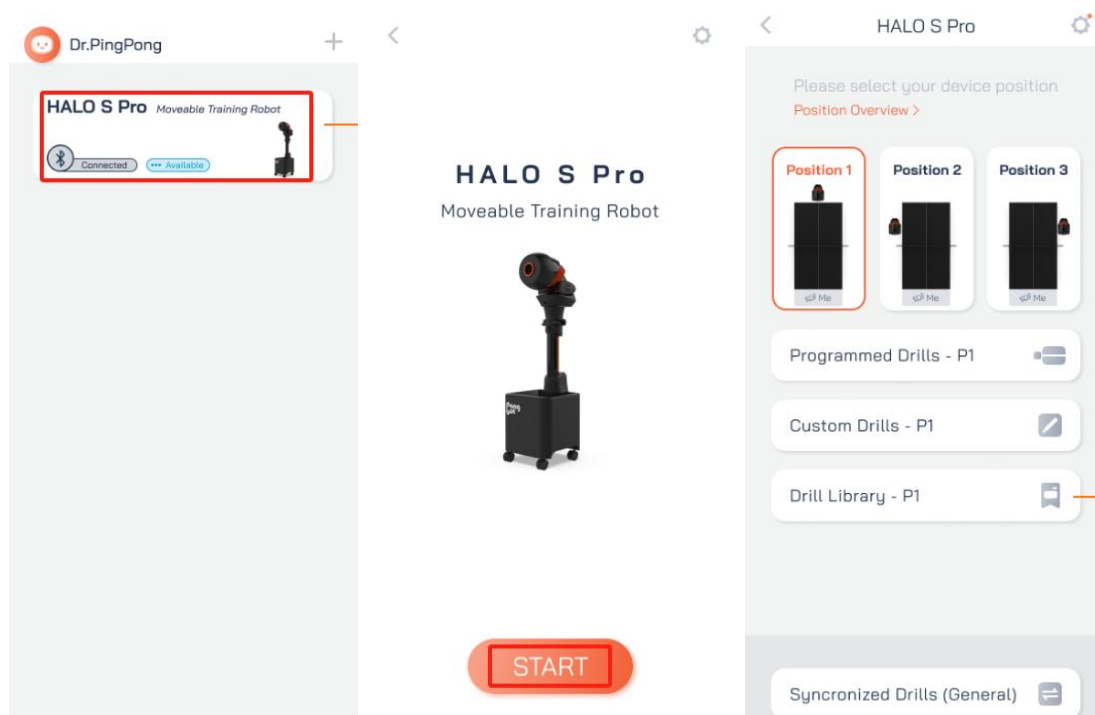 Dr.PingPong
HALO S Pro Moveable Training Robot
Connected ••• Available
HALO S Pro
Moveable Training Robot
Pong
Bot
START
HALO S Pro
Please select your device position
Position Overview >
Position 1 Position 2 Position 3
Me Me Me
Programmed Drills - P1
Custom Drills - P1
Drill Library - P1
Syncronized Drills (General)